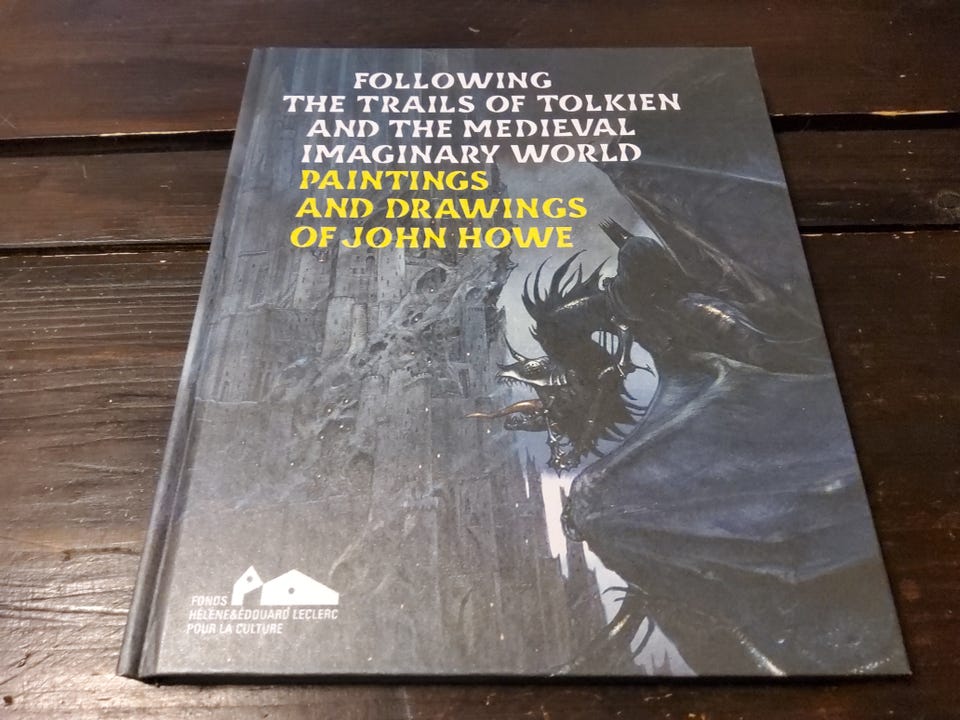 FOLLOWING
THE TRAILS OF TOLKIEN
AND THE MEDIEVAL
IMAGINARY WORLD
PAINTINGS
AND DRAWINGS
OF JOHN HOWE
FONDS
HÉLÈNE&ÉDOUARD LECLERC
POUR LA CULTURE